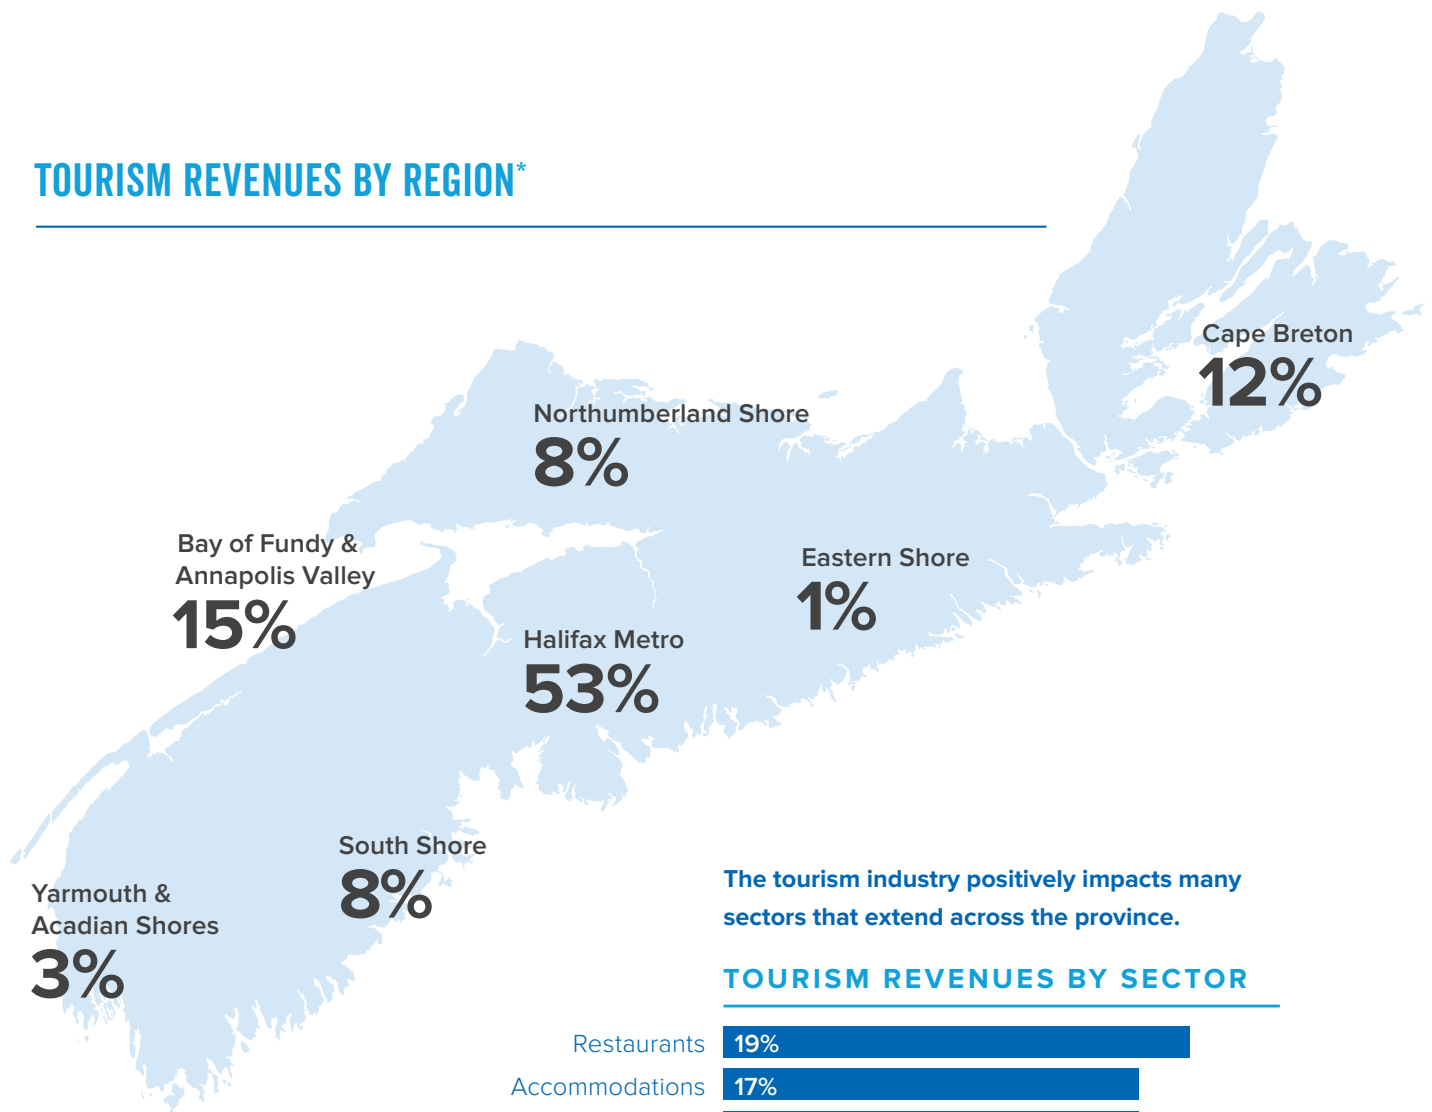 TOURISM REVENUES BY REGION*
Cape Breton
12%
Northumberland Shore
8%
Bay of Fundy &
Annapolis Valley
15%
Eastern Shore
1%
Halifax Metro
53%
South Shore
8%
Yarmouth &
Acadian Shores
3%
The tourism industry positively impacts many
sectors that extend across the province.
TOURISM REVENUES BY SECTOR
Restaurants 19%
Accommodations 17%